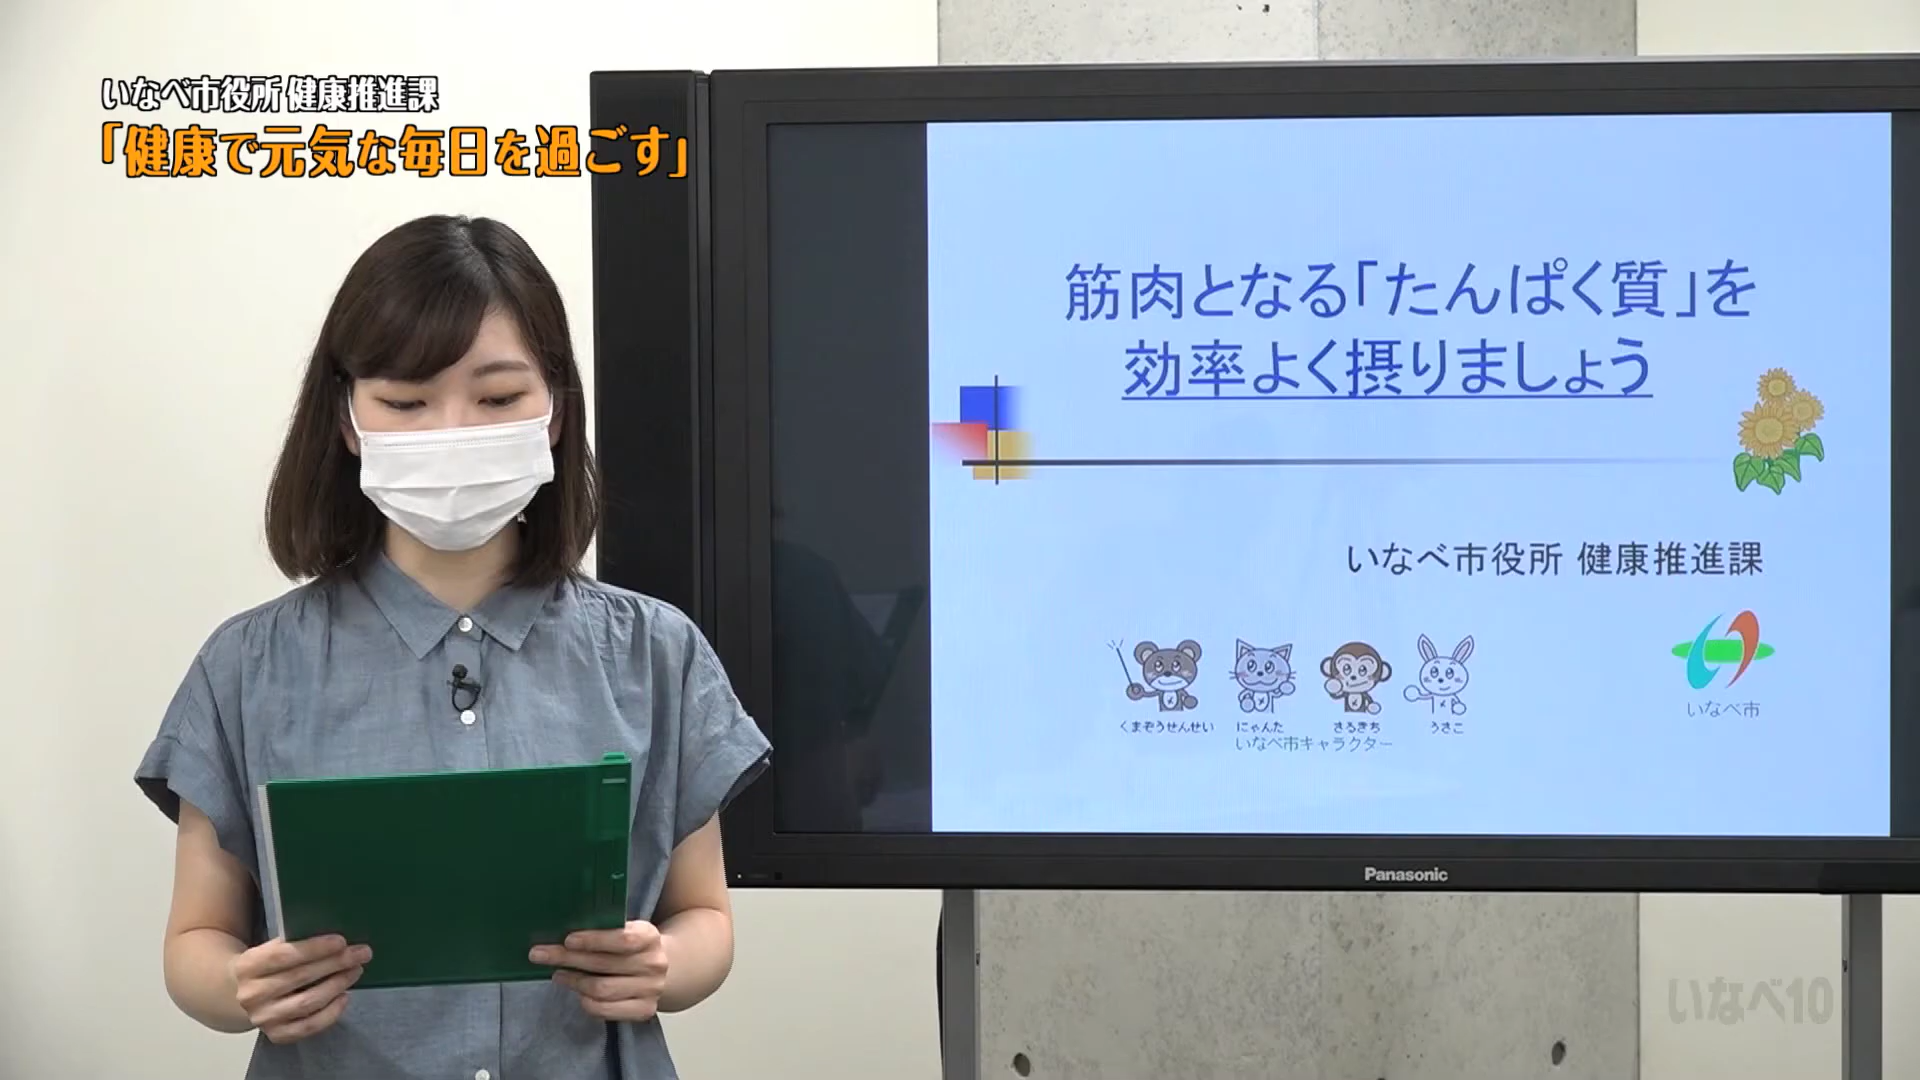 いなべ市役所 健康推進課
「健康で元気な毎日を過ごす」
筋肉となる「たんぱく質」を
効率よく摂りましょう
いなべ市役所 健康推進課
くまぞうせんせい にゃんた さるきち うさこ
いなべ市キャラクター
いなべ市
Panasonic
いなべ10